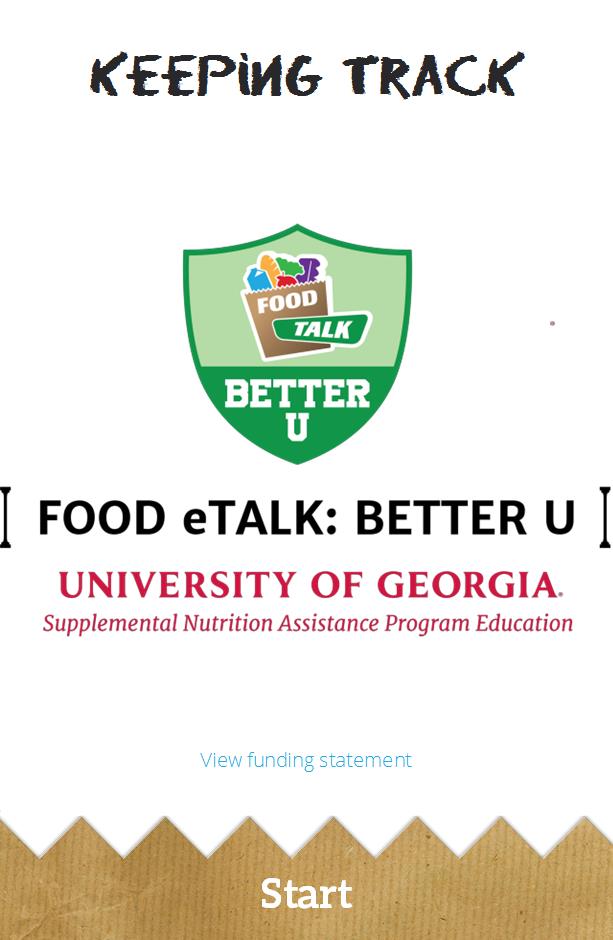 KEEPING TRACK
FOOD
TALK
BETTER
U
FOOD eTALK: BETTER U
UNIVERSITY OF GEORGIA.
Supplemental Nutrition Assistance Program Education
View funding statement
Start